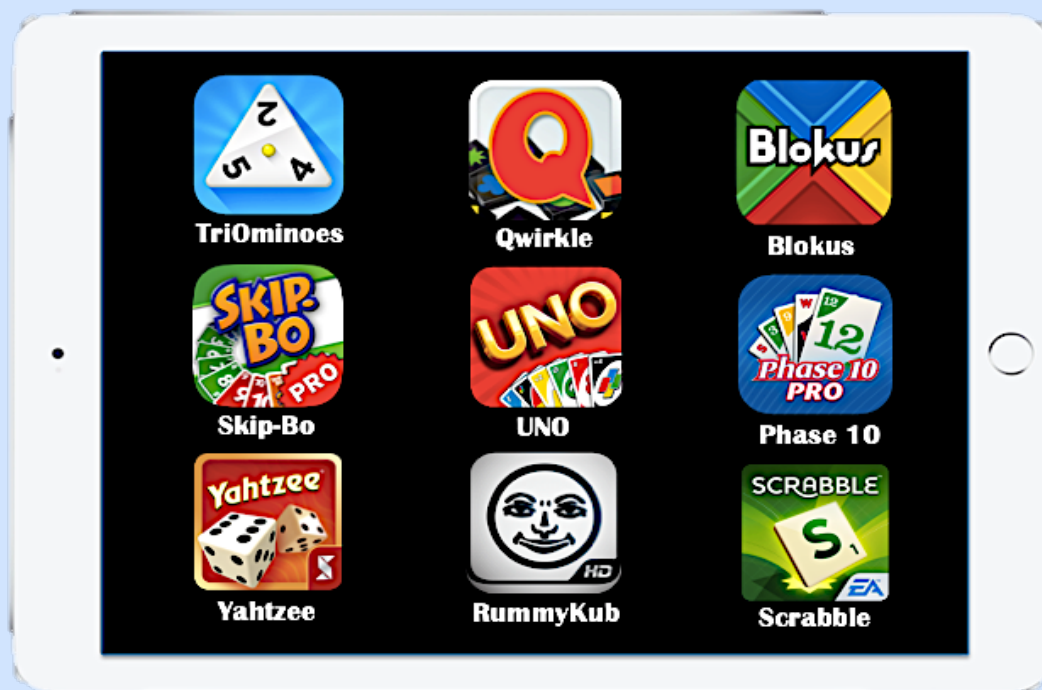 2
5
4
TriOminoes
Q
Qwirkle
Blokus
Blokus
SKIP-
BO
PRO
Skip-Bo
UNO
UNO
W
12
12
Phase 10
PRO
Phase 10
Yahtzee
Yahtzee
HD
RummyKub
SCRABBLE
S
1
EA
Scrabble